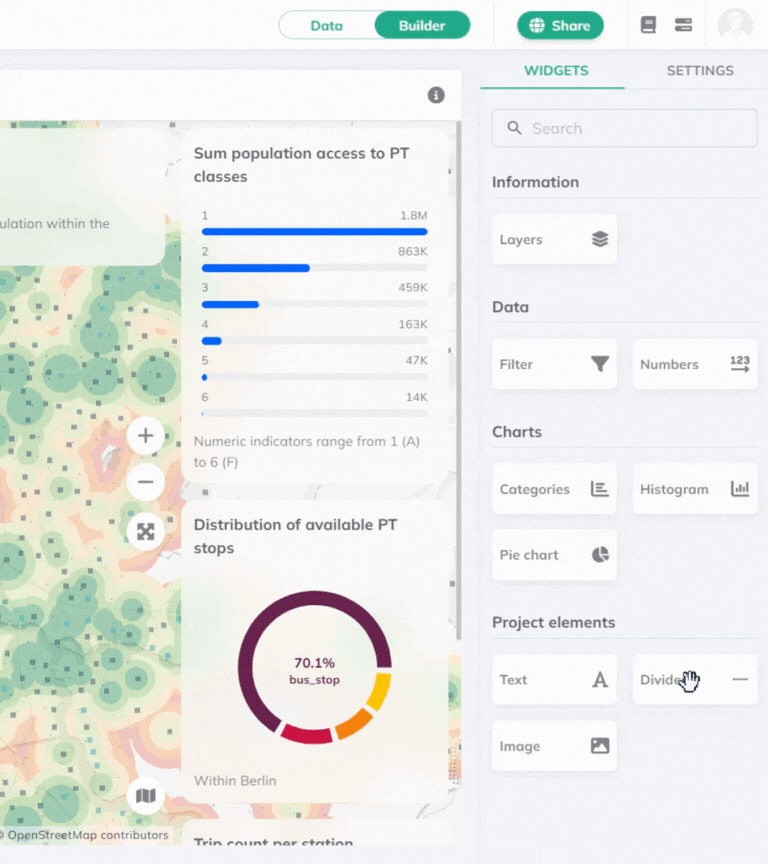 Data
Builder
Share
WIDGETS
SETTINGS
Search
Information
Layers
Data
Filter
Numbers
123
Charts
Categories
Histogram
Pie chart
Project elements
Text
A
Image
ulation within the
Sum population access to PT
classes
1 1.8M
2 863K
3 459K
4 163K
5 47K
6 14K
Numeric indicators range from 1 (A)
to 6 (F)
Distribution of available PT
stops
70.1%
bus_stop
Within Berlin
Trip count per station
© OpenStreetMap contributors